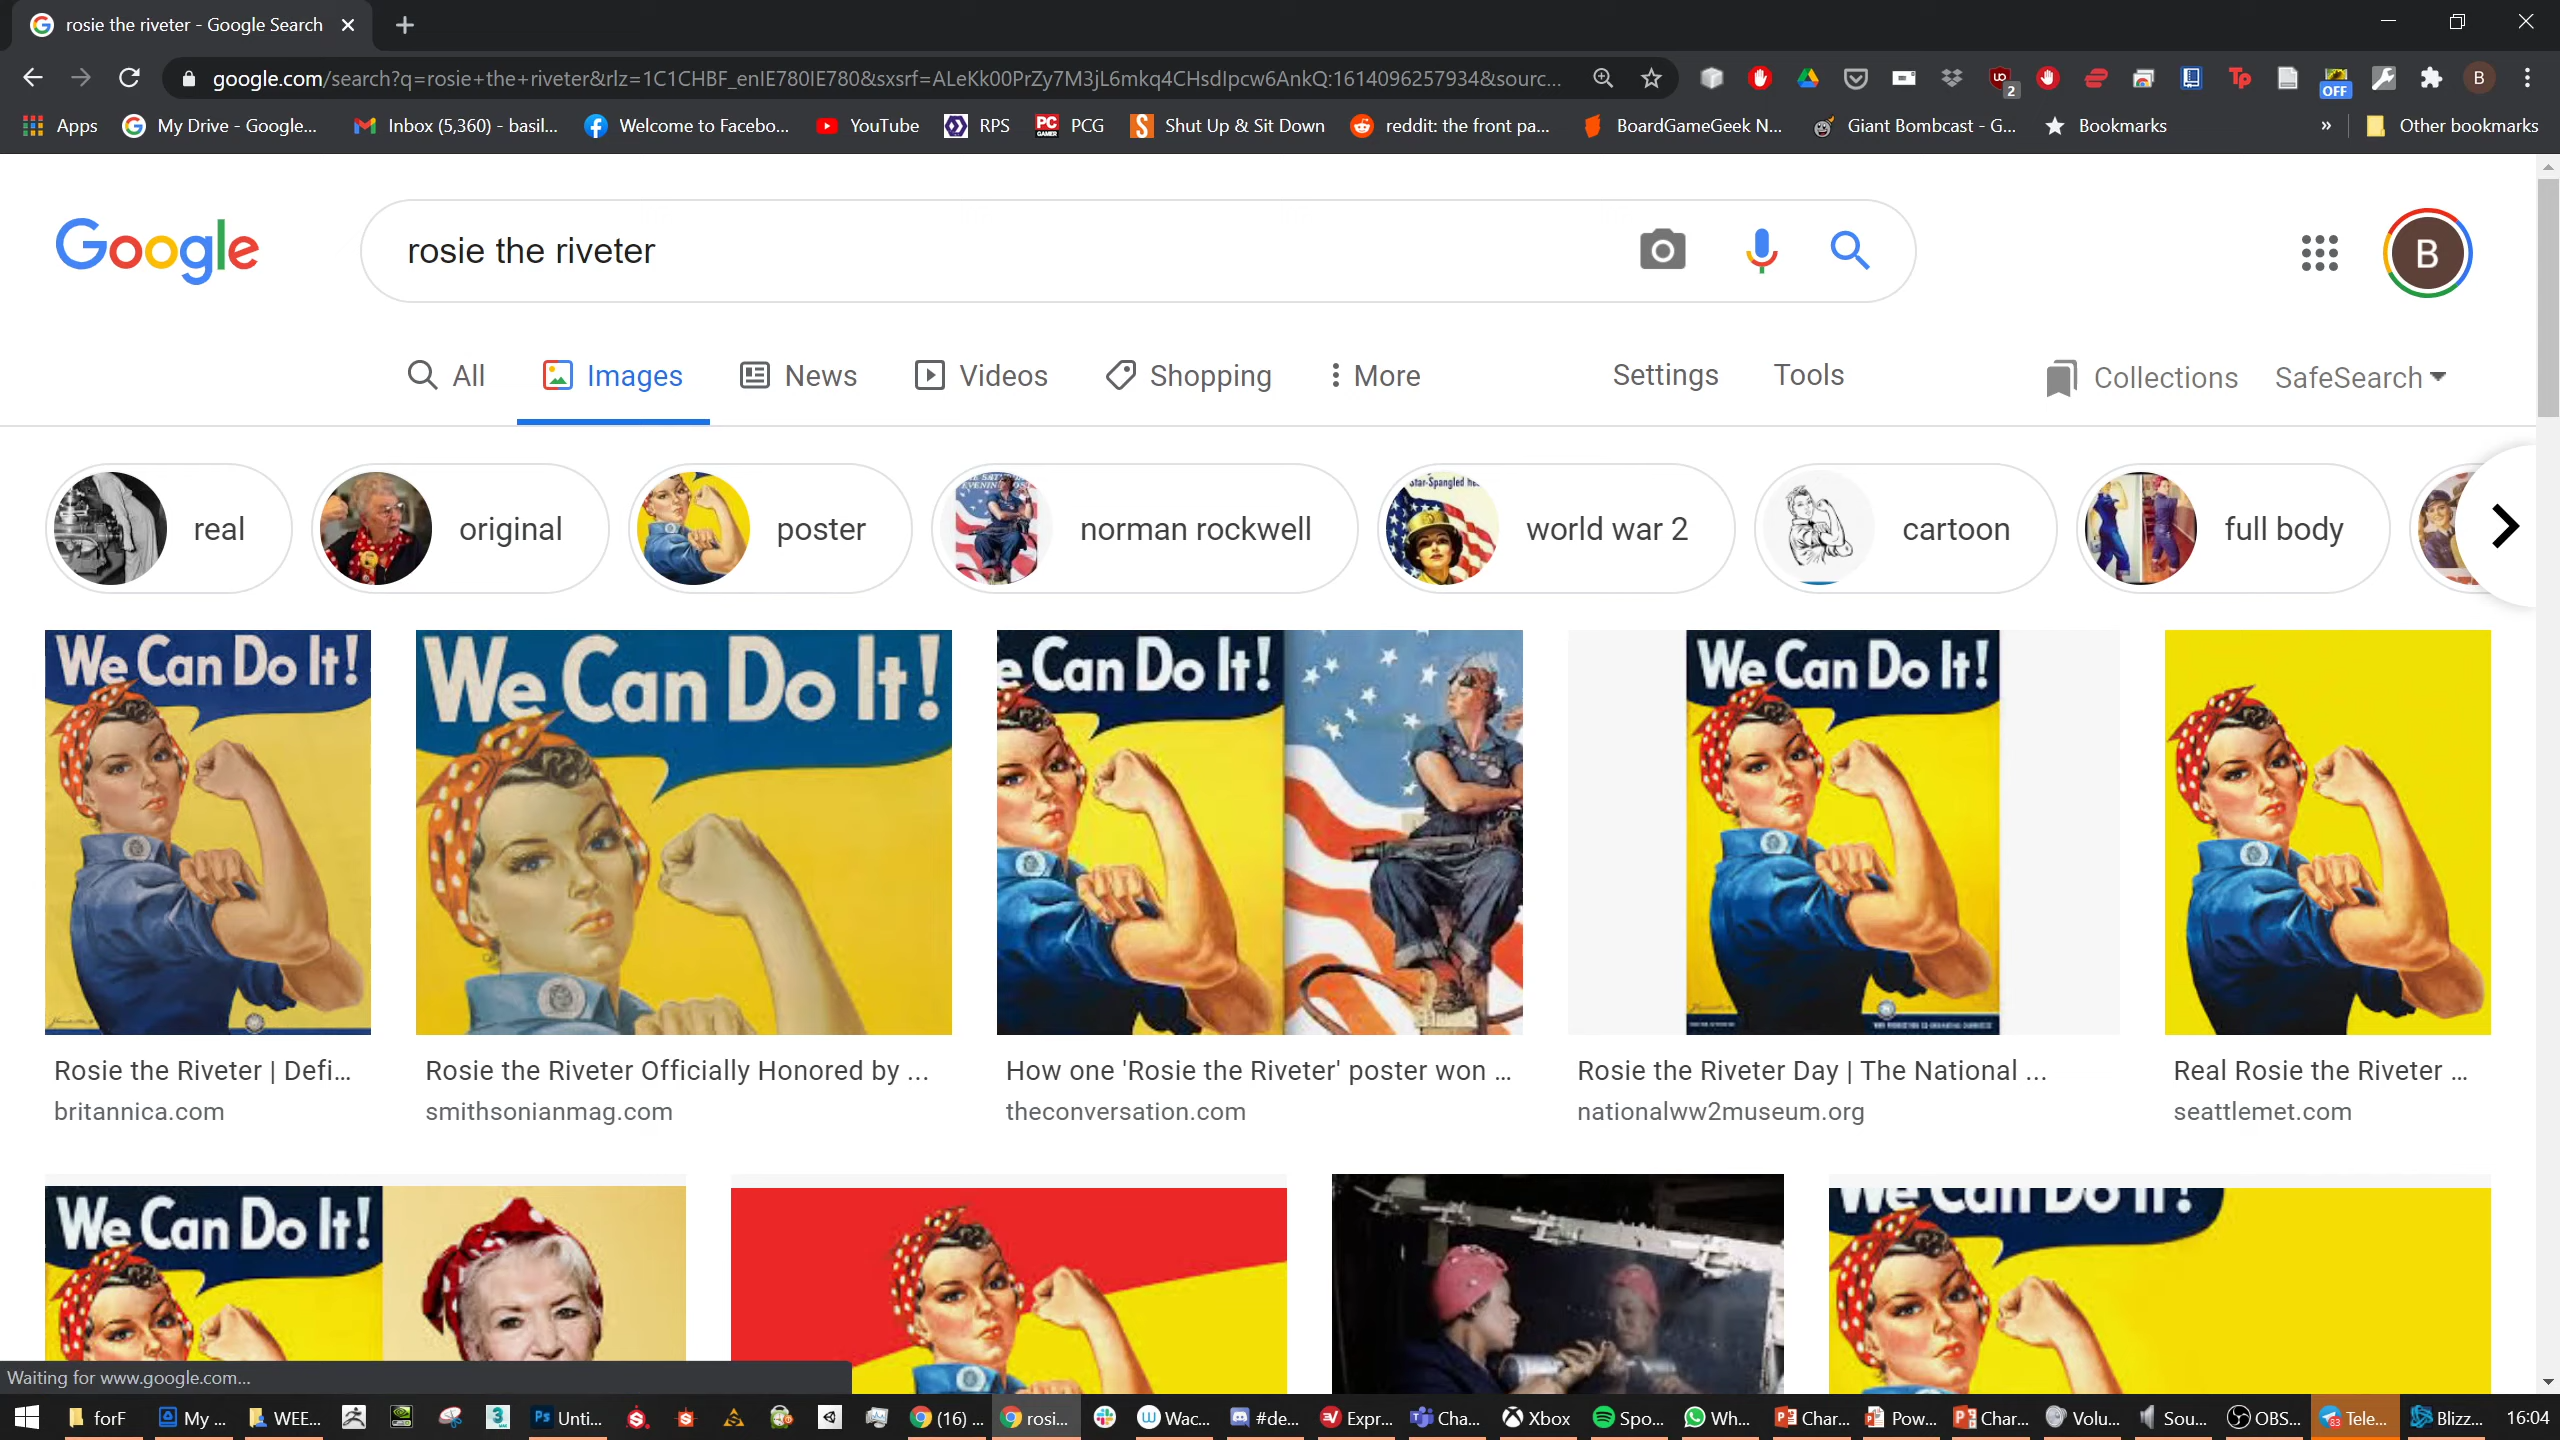 rosie the riveter - Google Search
google.com/search?q=rosie+the+riveter&rlz=1C1CHBF_enIE780IE780&sxsrf=ALeKk00PrZy7M3jL6mkq4CHsdIpcw6AnkQ:1614096257934&sourc...
2
OFF
B
Apps My Drive - Google... Inbox (5,360) - basil... Welcome to Facebo... YouTube RPS PCG Shut Up & Sit Down reddit: the front pa... BoardGameGeek N... Giant Bombcast - G... Bookmarks » Other bookmarks
Google rosie the riveter B
All Images News Videos Shopping More Settings Tools Collections SafeSearch
real original poster norman rockwell world war 2 cartoon full body
We Can Do It! We Can Do It! e Can Do It! We Can Do It!
Rosie the Riveter | Defi... Rosie the Riveter Officially Honored by ... How one 'Rosie the Riveter' poster won ... Rosie the Riveter Day | The National ... Real Rosie the Riveter ...
britannica.com smithsonianmag.com theconversation.com nationalww2museum.org seattlemet.com
We Can Do It! We Can Do It!
Waiting for www.google.com...
forF My ... WEE... Ps Unti... (16) ... rosi... Wac... #de... Expr... Cha... Xbox Spo... Wh... Char... Pow... Char... Volu... Sou... OBS... Tele... Blizz... 16:04